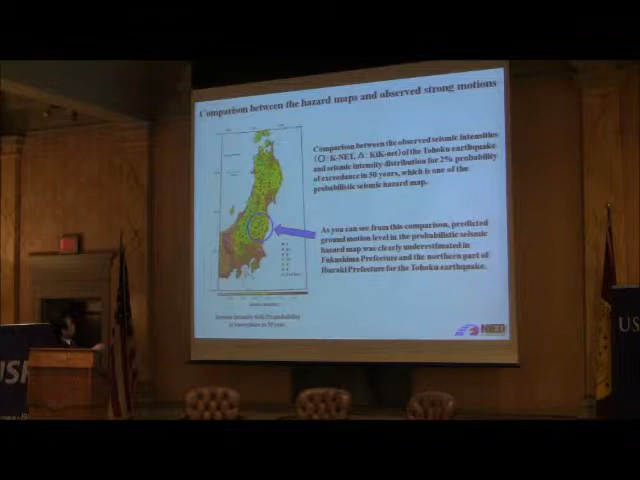 Comparison between the hazard maps and observed strong motions
Comparison between the observed seismic intensities
(○: K-NET, △: KiK-net) of the Tohoku earthquake
and seismic intensity distribution for 2% probability
of exceedance in 50 years, which is one of the
probabilistic seismic hazard map.
As you can see from this comparison, predicted
ground motion level in the probabilistic seismic
hazard map was clearly underestimated in
Fukushima Prefecture and the northern part of
Ibaraki Prefecture for the Tohoku earthquake.
NIED
US